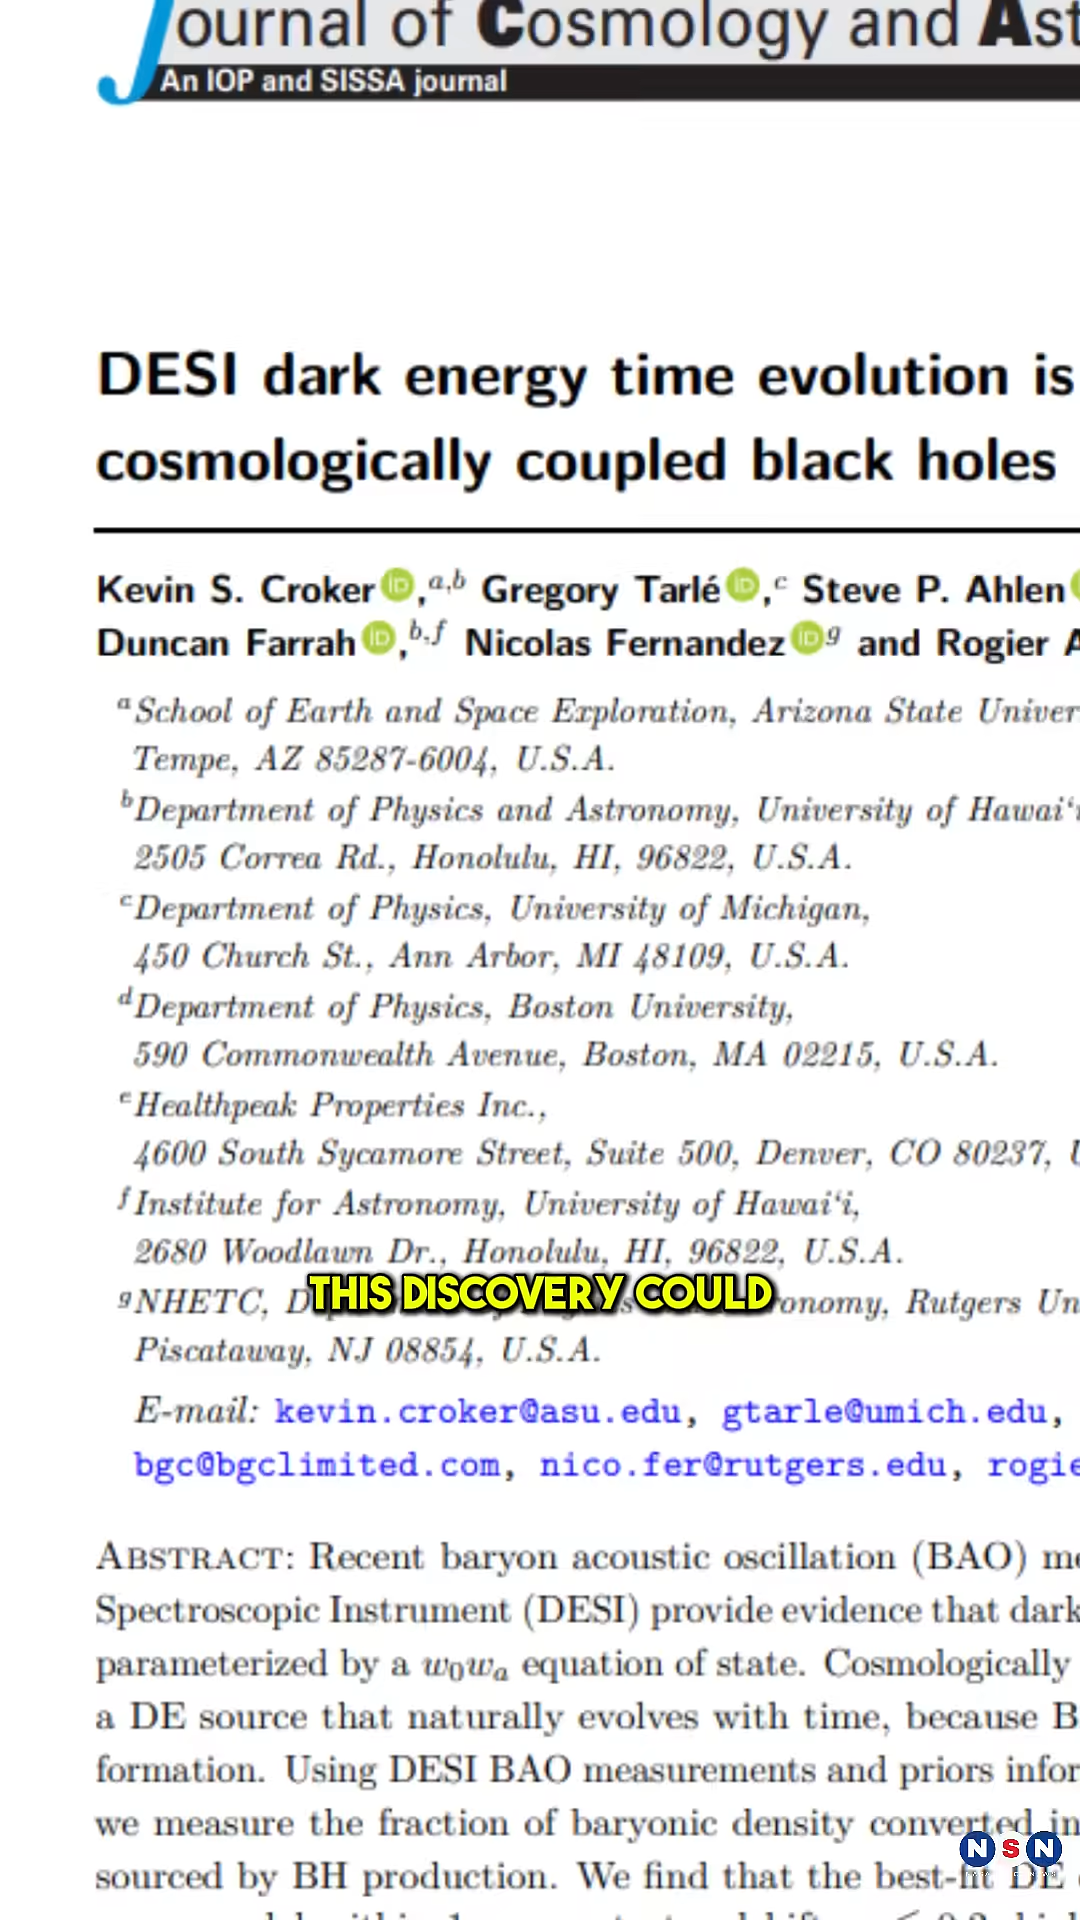 Journal of Cosmology and Ast
An IOP and SISSA journal
DESI dark energy time evolution is
cosmologically coupled black holes
Kevin S. Croker iD,a,b Gregory Tarlé iD,c Steve P. Ahlen
Duncan Farrah iD,b,f Nicolas Fernandez iD g and Rogier A
a School of Earth and Space Exploration, Arizona State Univer
Tempe, AZ 85287-6004, U.S.A.
b Department of Physics and Astronomy, University of Hawai‘i
2505 Correa Rd., Honolulu, HI, 96822, U.S.A.
c Department of Physics, University of Michigan,
450 Church St., Ann Arbor, MI 48109, U.S.A.
d Department of Physics, Boston University,
590 Commonwealth Avenue, Boston, MA 02215, U.S.A.
e Healthpeak Properties Inc.,
4600 South Sycamore Street, Suite 500, Denver, CO 80237, U
f Institute for Astronomy, University of Hawai‘i,
2680 Woodlawn Dr., Honolulu, HI, 96822, U.S.A.
THIS DISCOVERY COULD
g NHETC, D onomy, Rutgers Un
Piscataway, NJ 08854, U.S.A.
E-mail: kevin.croker@asu.edu, gtarle@umich.edu,
bgc@bgclimited.com, nico.fer@rutgers.edu, rogie
ABSTRACT: Recent baryon acoustic oscillation (BAO) me
Spectroscopic Instrument (DESI) provide evidence that dark
parameterized by a w0wa equation of state. Cosmologically
a DE source that naturally evolves with time, because B
formation. Using DESI BAO measurements and priors infor
we measure the fraction of baryonic density converted in
sourced by BH production. We find that the best-fit DE
NSN